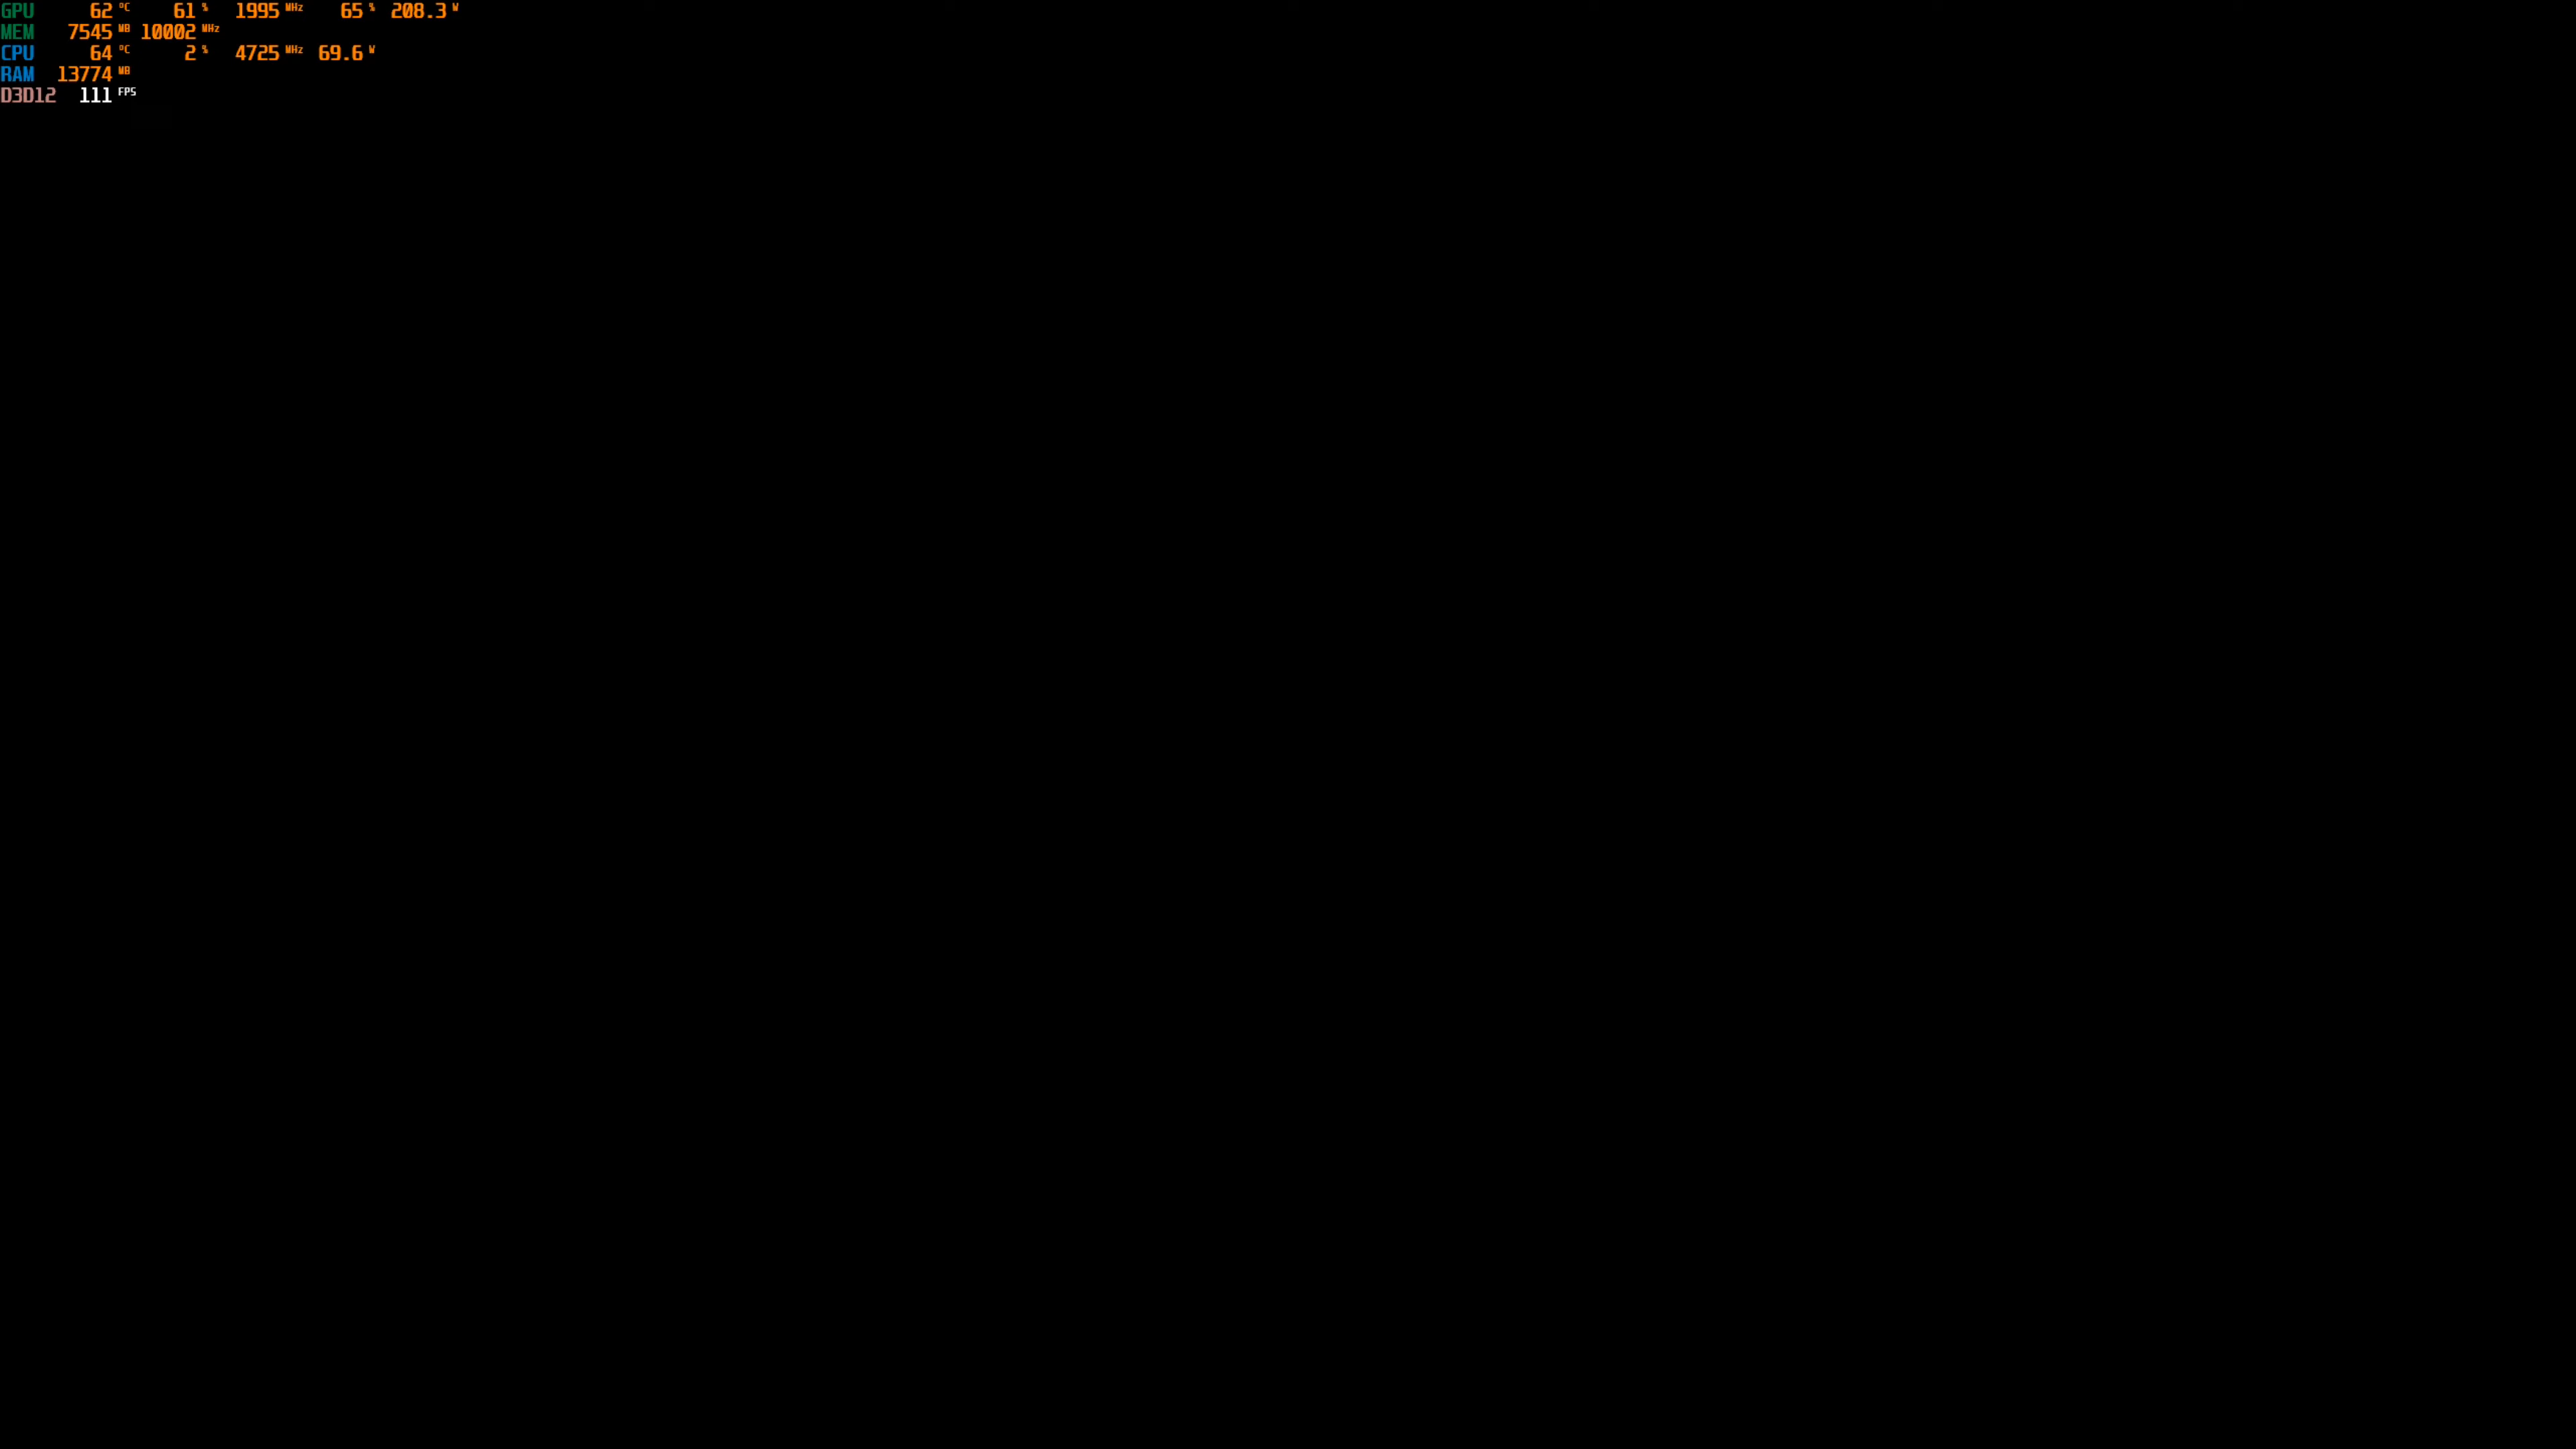 GPU 62 °C 61 % 1995 MHz 65 % 208.3 W
MEM 7545 MB 10002 MHz
CPU 64 °C 2 % 4725 MHz 69.6 W
RAM 13774 MB
D3D12 111 FPS